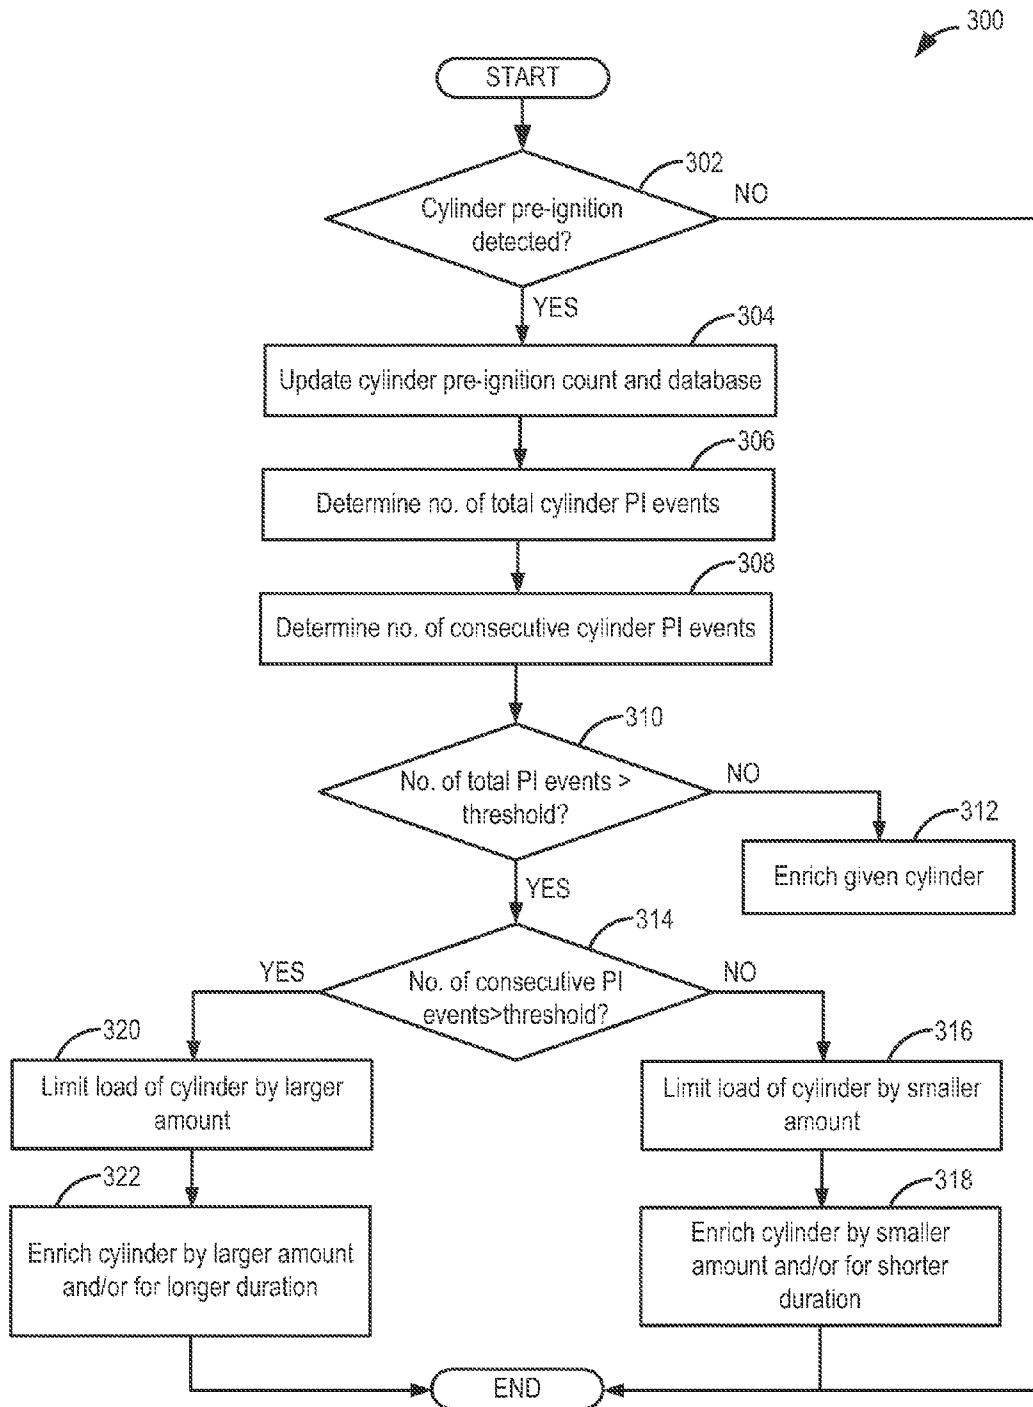 300
START
302
NO
Cylinder pre-ignition
detected?
YES
304
Update cylinder pre-ignition count and database
306
Determine no. of total cylinder PI events
308
Determine no. of consecutive cylinder PI events
310
No. of total PI events >
threshold?
NO
312
Enrich given cylinder
YES
314
YES
No. of consecutive PI
events>threshold?
NO
320
Limit load of cylinder by larger
amount
316
Limit load of cylinder by smaller
amount
322
Enrich cylinder by larger amount
and/or for longer duration
318
Enrich cylinder by smaller
amount and/or for shorter
duration
END